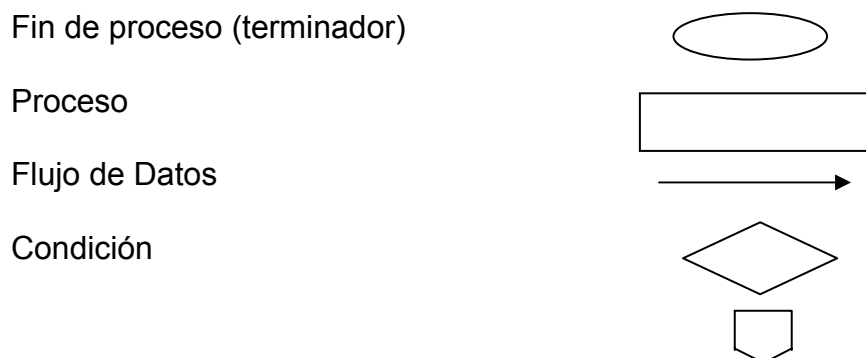 Fin de proceso (terminador)
Proceso
Flujo de Datos
Condición